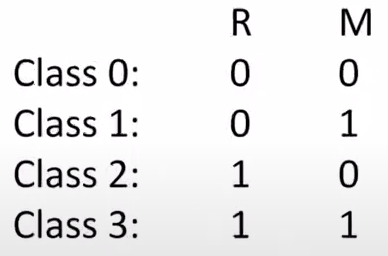 R M
Class 0: 0 0
Class 1: 0 1
Class 2: 1 0
Class 3: 1 1